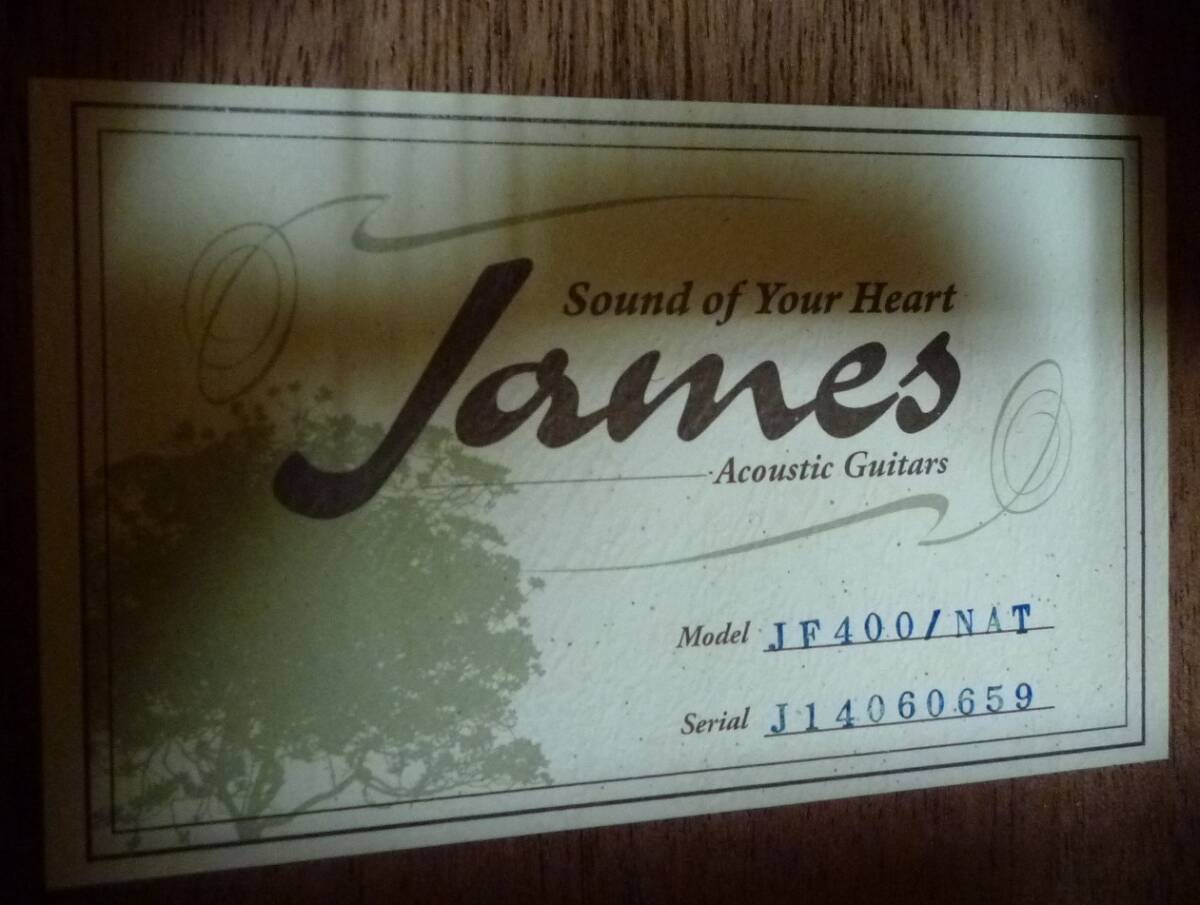 Sound of Your Heart
James
Acoustic Guitars
Model JF400/NAT
Serial J14060659